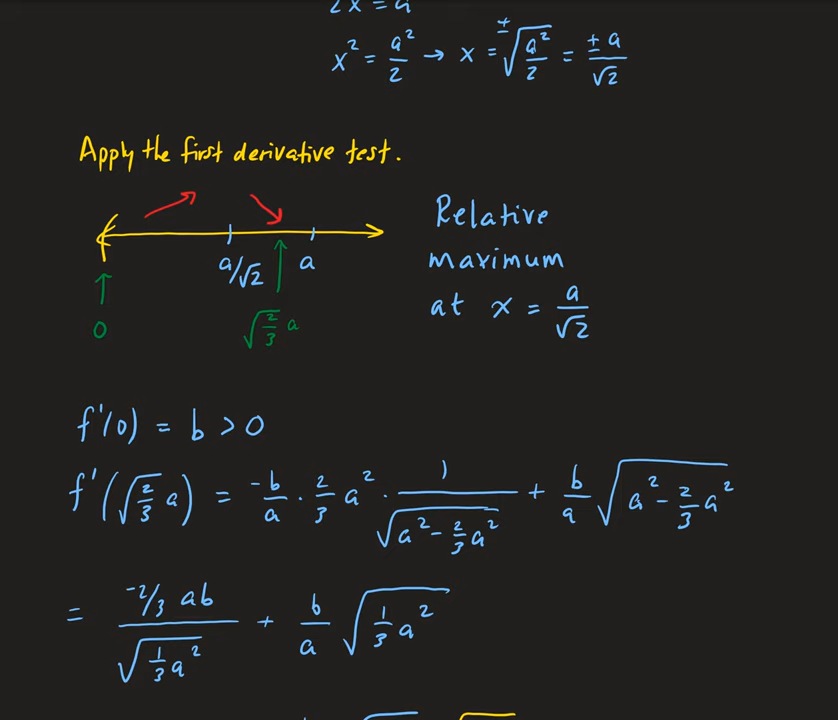 2x = a
x² = a²/2 → x = ±√(a²/2) = ±a/√2
Apply the first derivative test.
a/√2 a
0 √(2/3) a
Relative
maximum
at x = a/√2
f'(0) = b > 0
f'(√(2/3) a) = -b/a · 2/3 a² · 1/√(a² - 2/3 a²) + b/a √(a² - 2/3 a²)
= -2/3 ab/√(1/3 a²) + b/a √(1/3 a²)